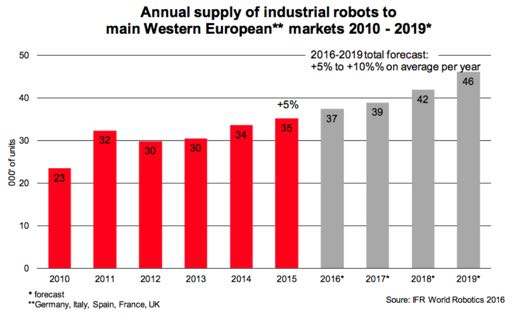 Annual supply of industrial robots to
main Western European** markets 2010 - 2019*
2016-2019 total forecast:
+5% to +10%% on average per year
000' of units
50
40
30
20
10
0
23
32
30
30
34
+5%
35
37
39
42
46
2010 2011 2012 2013 2014 2015 2016* 2017* 2018* 2019*
* forecast
**Germany, Italy, Spain, France, UK
Soure: IFR World Robotics 2016